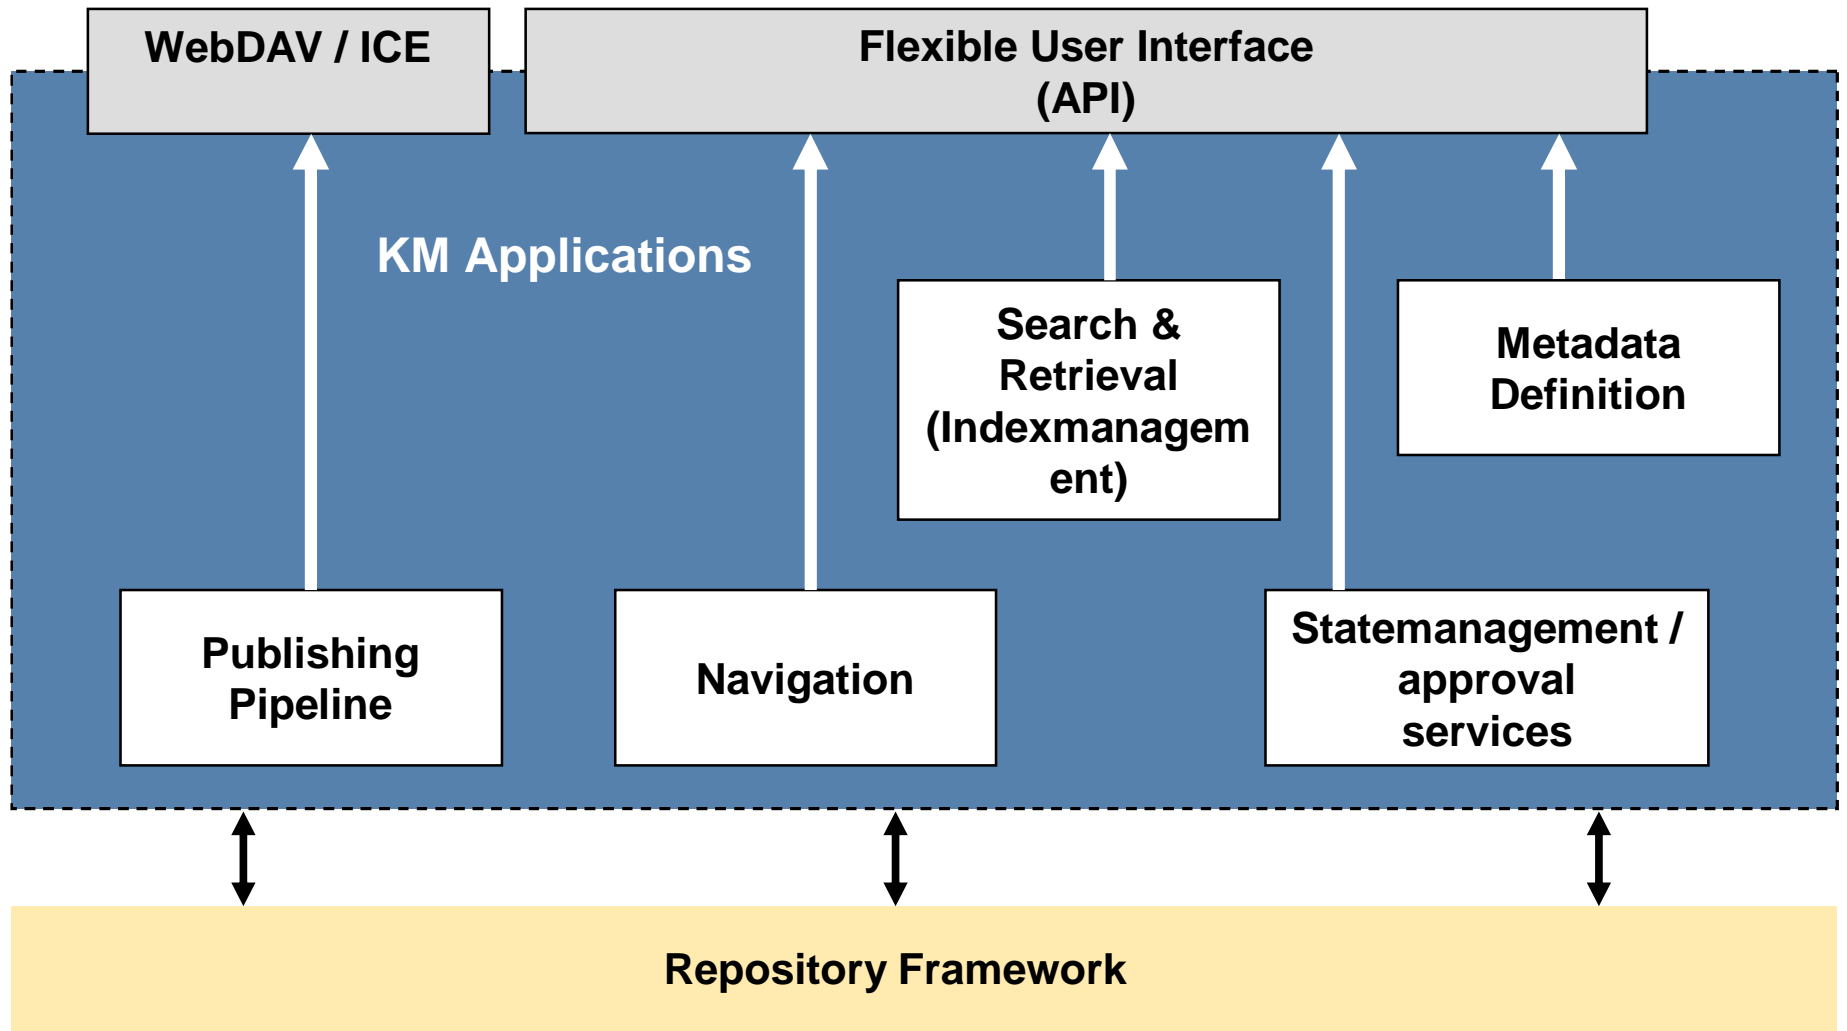 WebDAV / ICE
Flexible User Interface
(API)
KM Applications
Search &
Retrieval
(Indexmanagem
ent)
Metadata
Definition
Publishing
Pipeline
Navigation
Statemanagement /
approval
services
Repository Framework